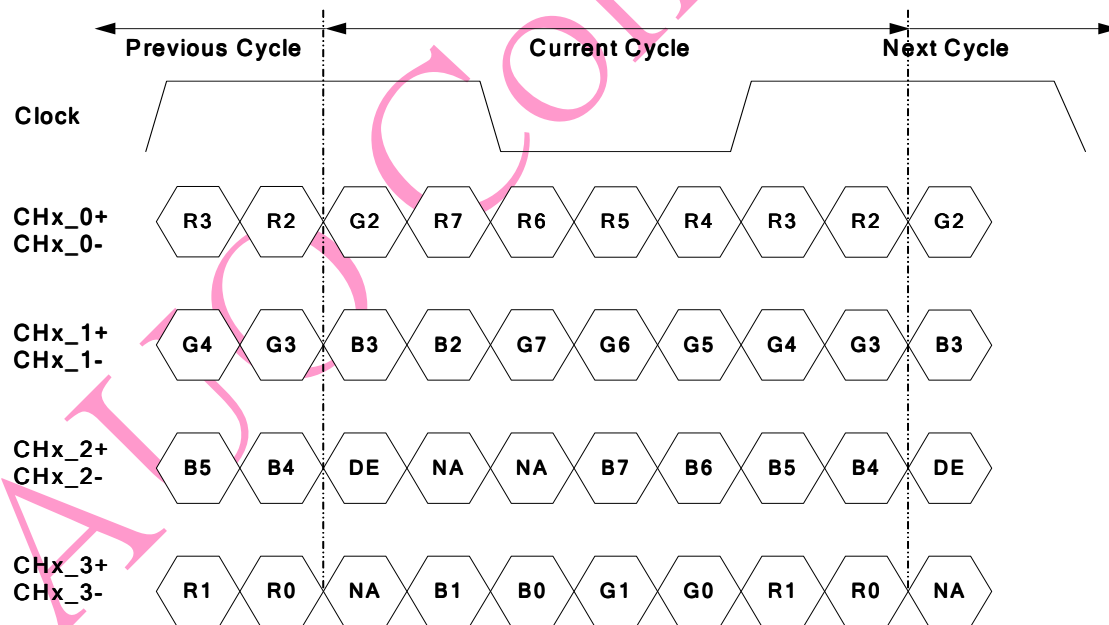 Previous Cycle Current Cycle Next Cycle
Clock
CHx_0+
CHx_0-
R3 R2 G2 R7 R6 R5 R4 R3 R2 G2
CHx_1+
CHx_1-
G4 G3 B3 B2 G7 G6 G5 G4 G3 B3
CHx_2+
CHx_2-
B5 B4 DE NA NA B7 B6 B5 B4 DE
CHx_3+
CHx_3-
R1 R0 NA B1 B0 G1 G0 R1 R0 NA
AUO Con